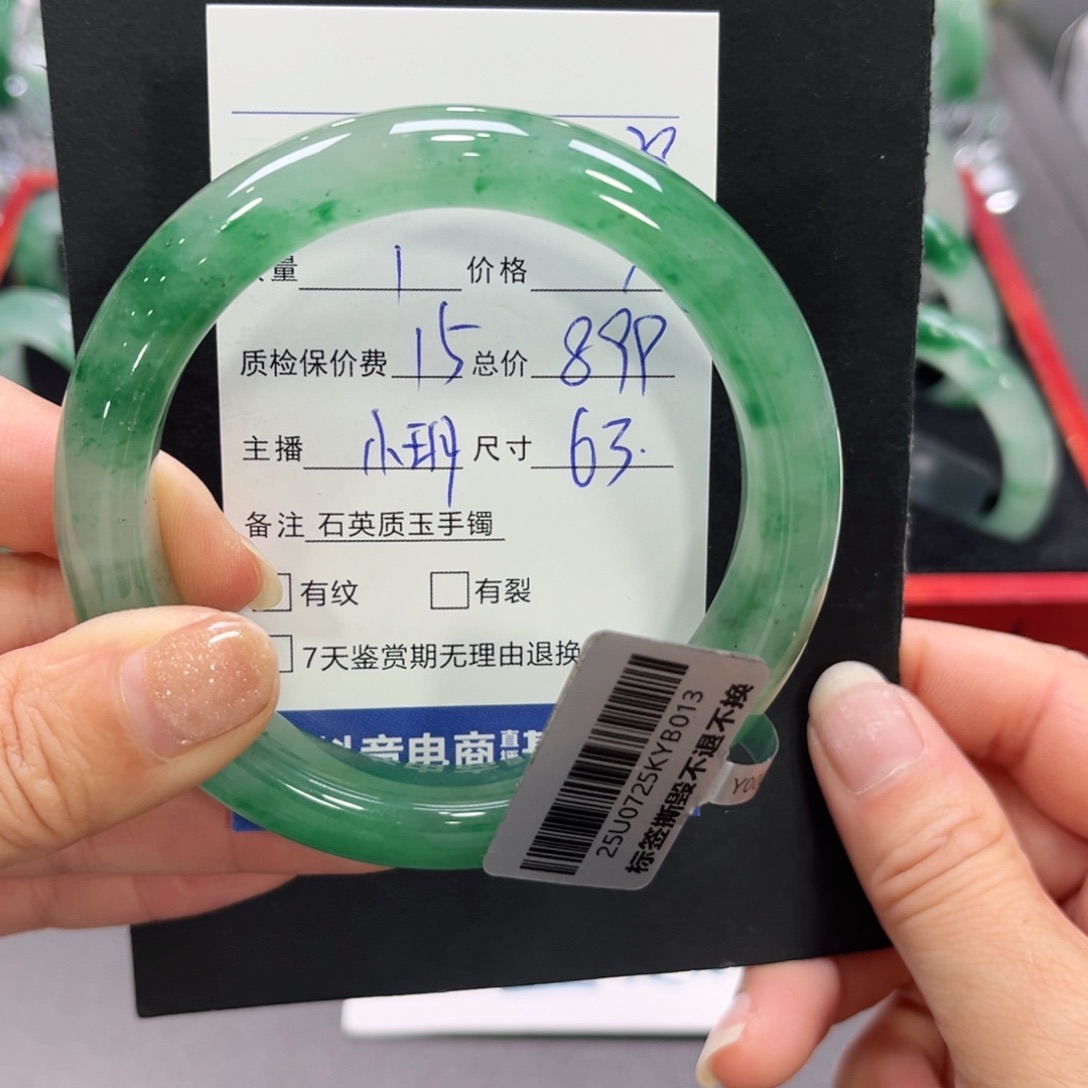 量 1 价格
质检保价费 15 总价 899
主播 小玥 尺寸 63.
备注 石英质玉手镯
有纹 有裂
7天鉴赏期无理由退换
抖音电商 直播基
25U0725KYB013
标签撕毁不退不换